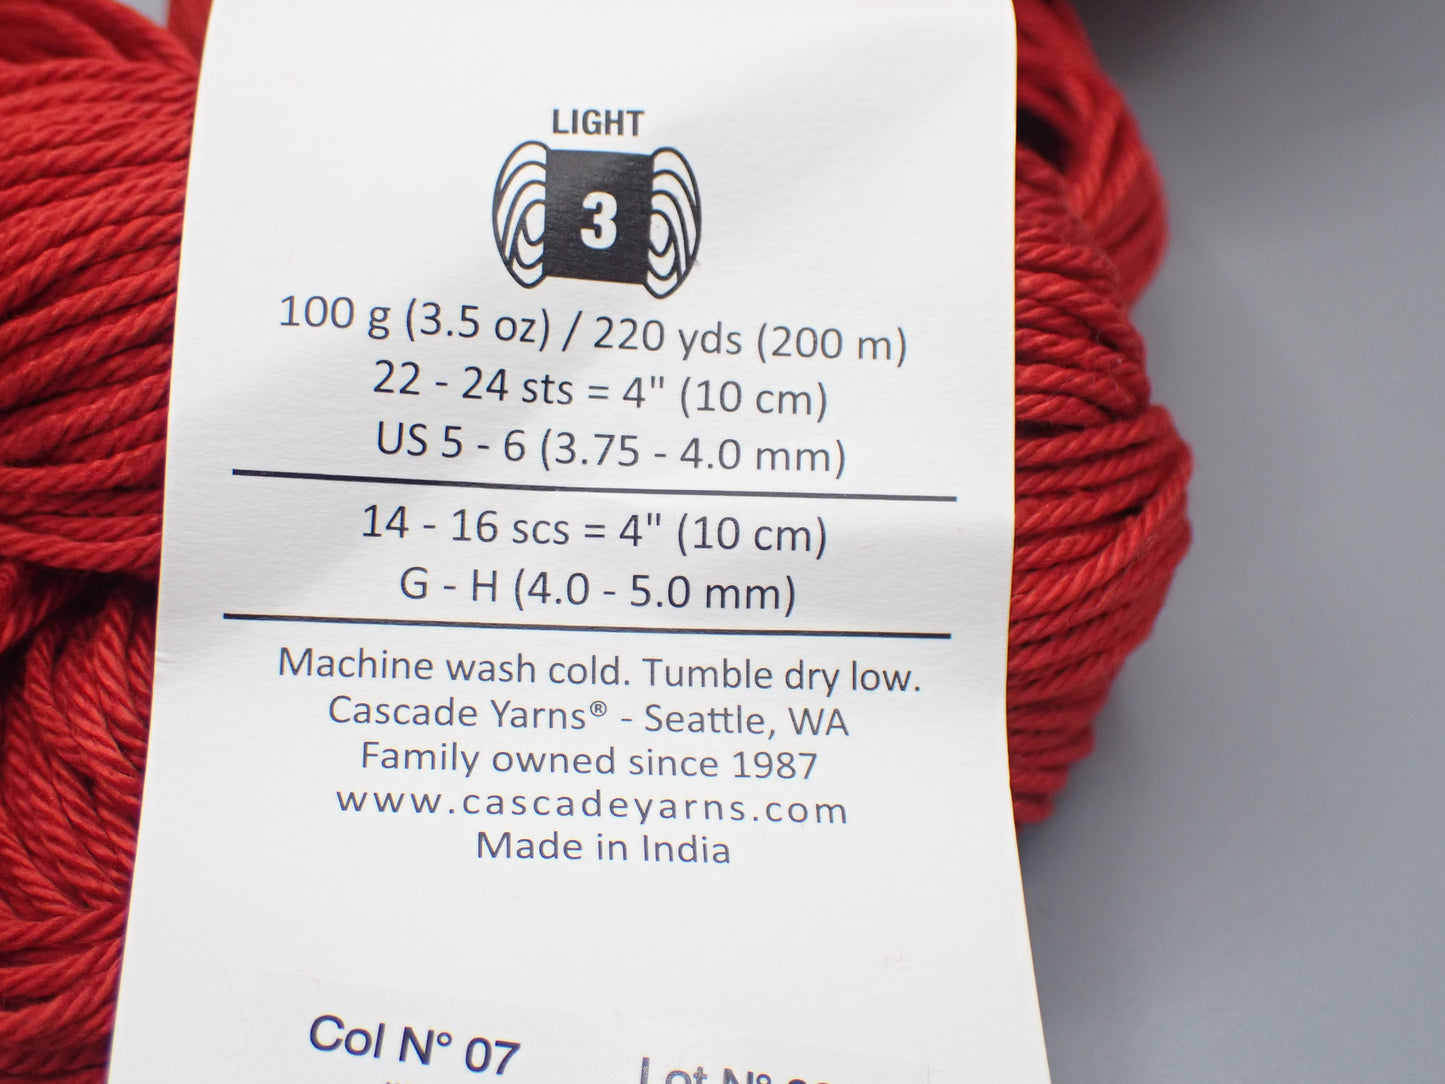 LIGHT
3
100 g (3.5 oz) / 220 yds (200 m)
22 - 24 sts = 4" (10 cm)
US 5 - 6 (3.75 - 4.0 mm)
14 - 16 scs = 4" (10 cm)
G - H (4.0 - 5.0 mm)
Machine wash cold. Tumble dry low.
Cascade Yarns® - Seattle, WA
Family owned since 1987
www.cascadeyarns.com
Made in India
Col N° 07
Lot N°